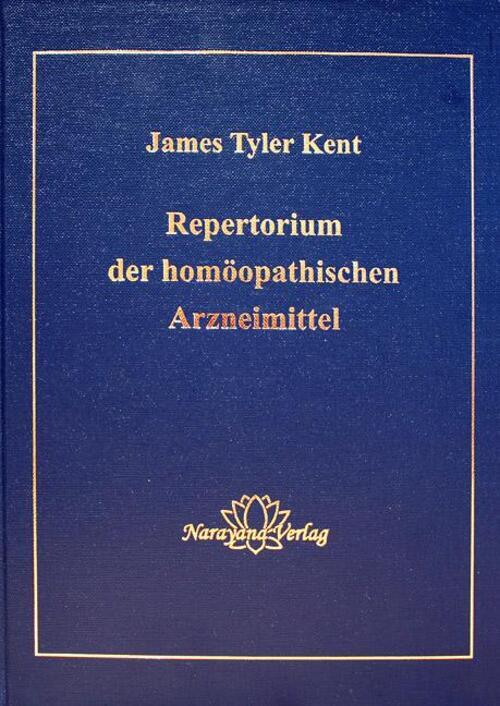 James Tyler Kent
Repertorium
der homöopathischen
Arzneimittel
Narayana Verlag